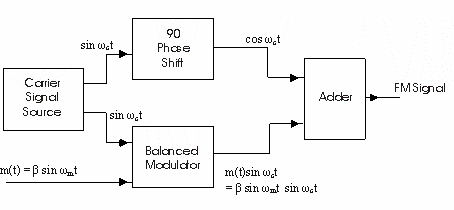 90
Phase
Shift
sin ωct
cos ωct
Carrier
Signal
Source
sin ωct
Adder
FM Signal
Balanced
Modulator
m(t) = β sin ωmt
m(t)sin ωct
= β sin ωmt sin ωct